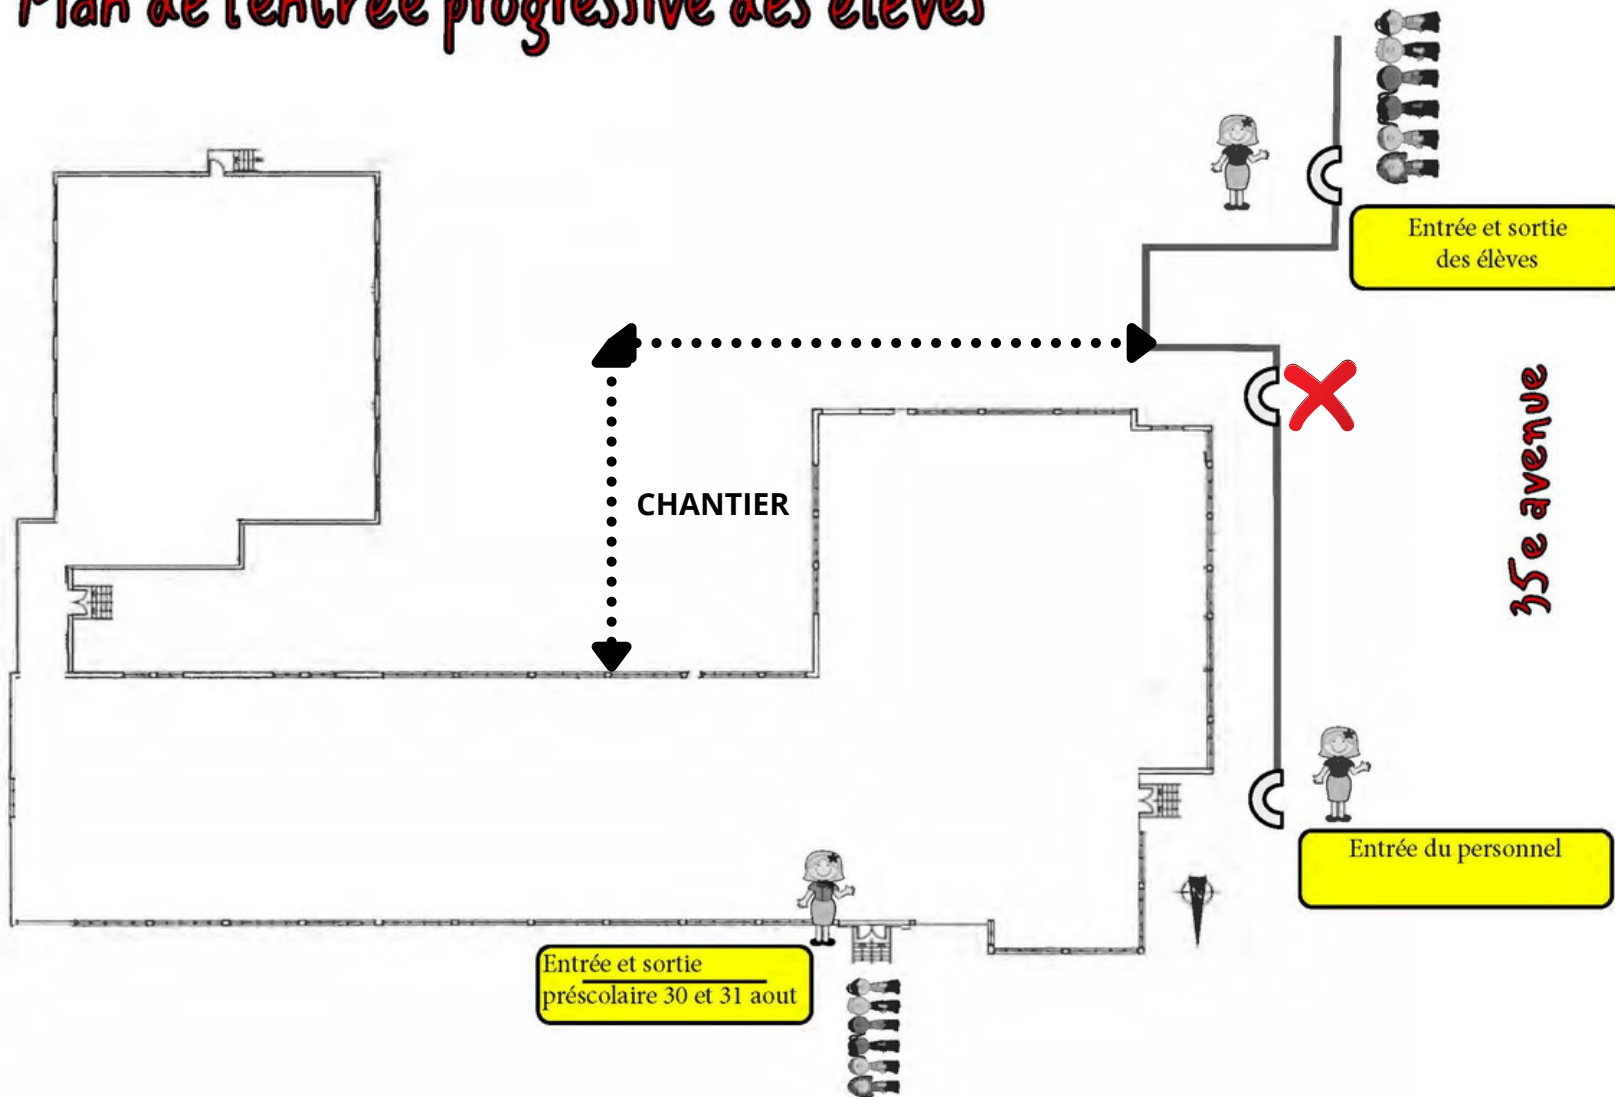 Plan de l'entrée progressive des élèves
Entrée et sortie
des élèves
35e avenue
CHANTIER
Entrée du personnel
Entrée et sortie
préscolaire 30 et 31 aout